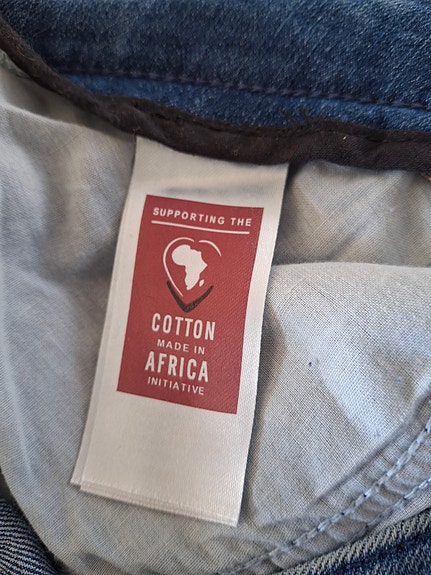 SUPPORTING THE
COTTON
MADE IN
AFRICA
INITIATIVE